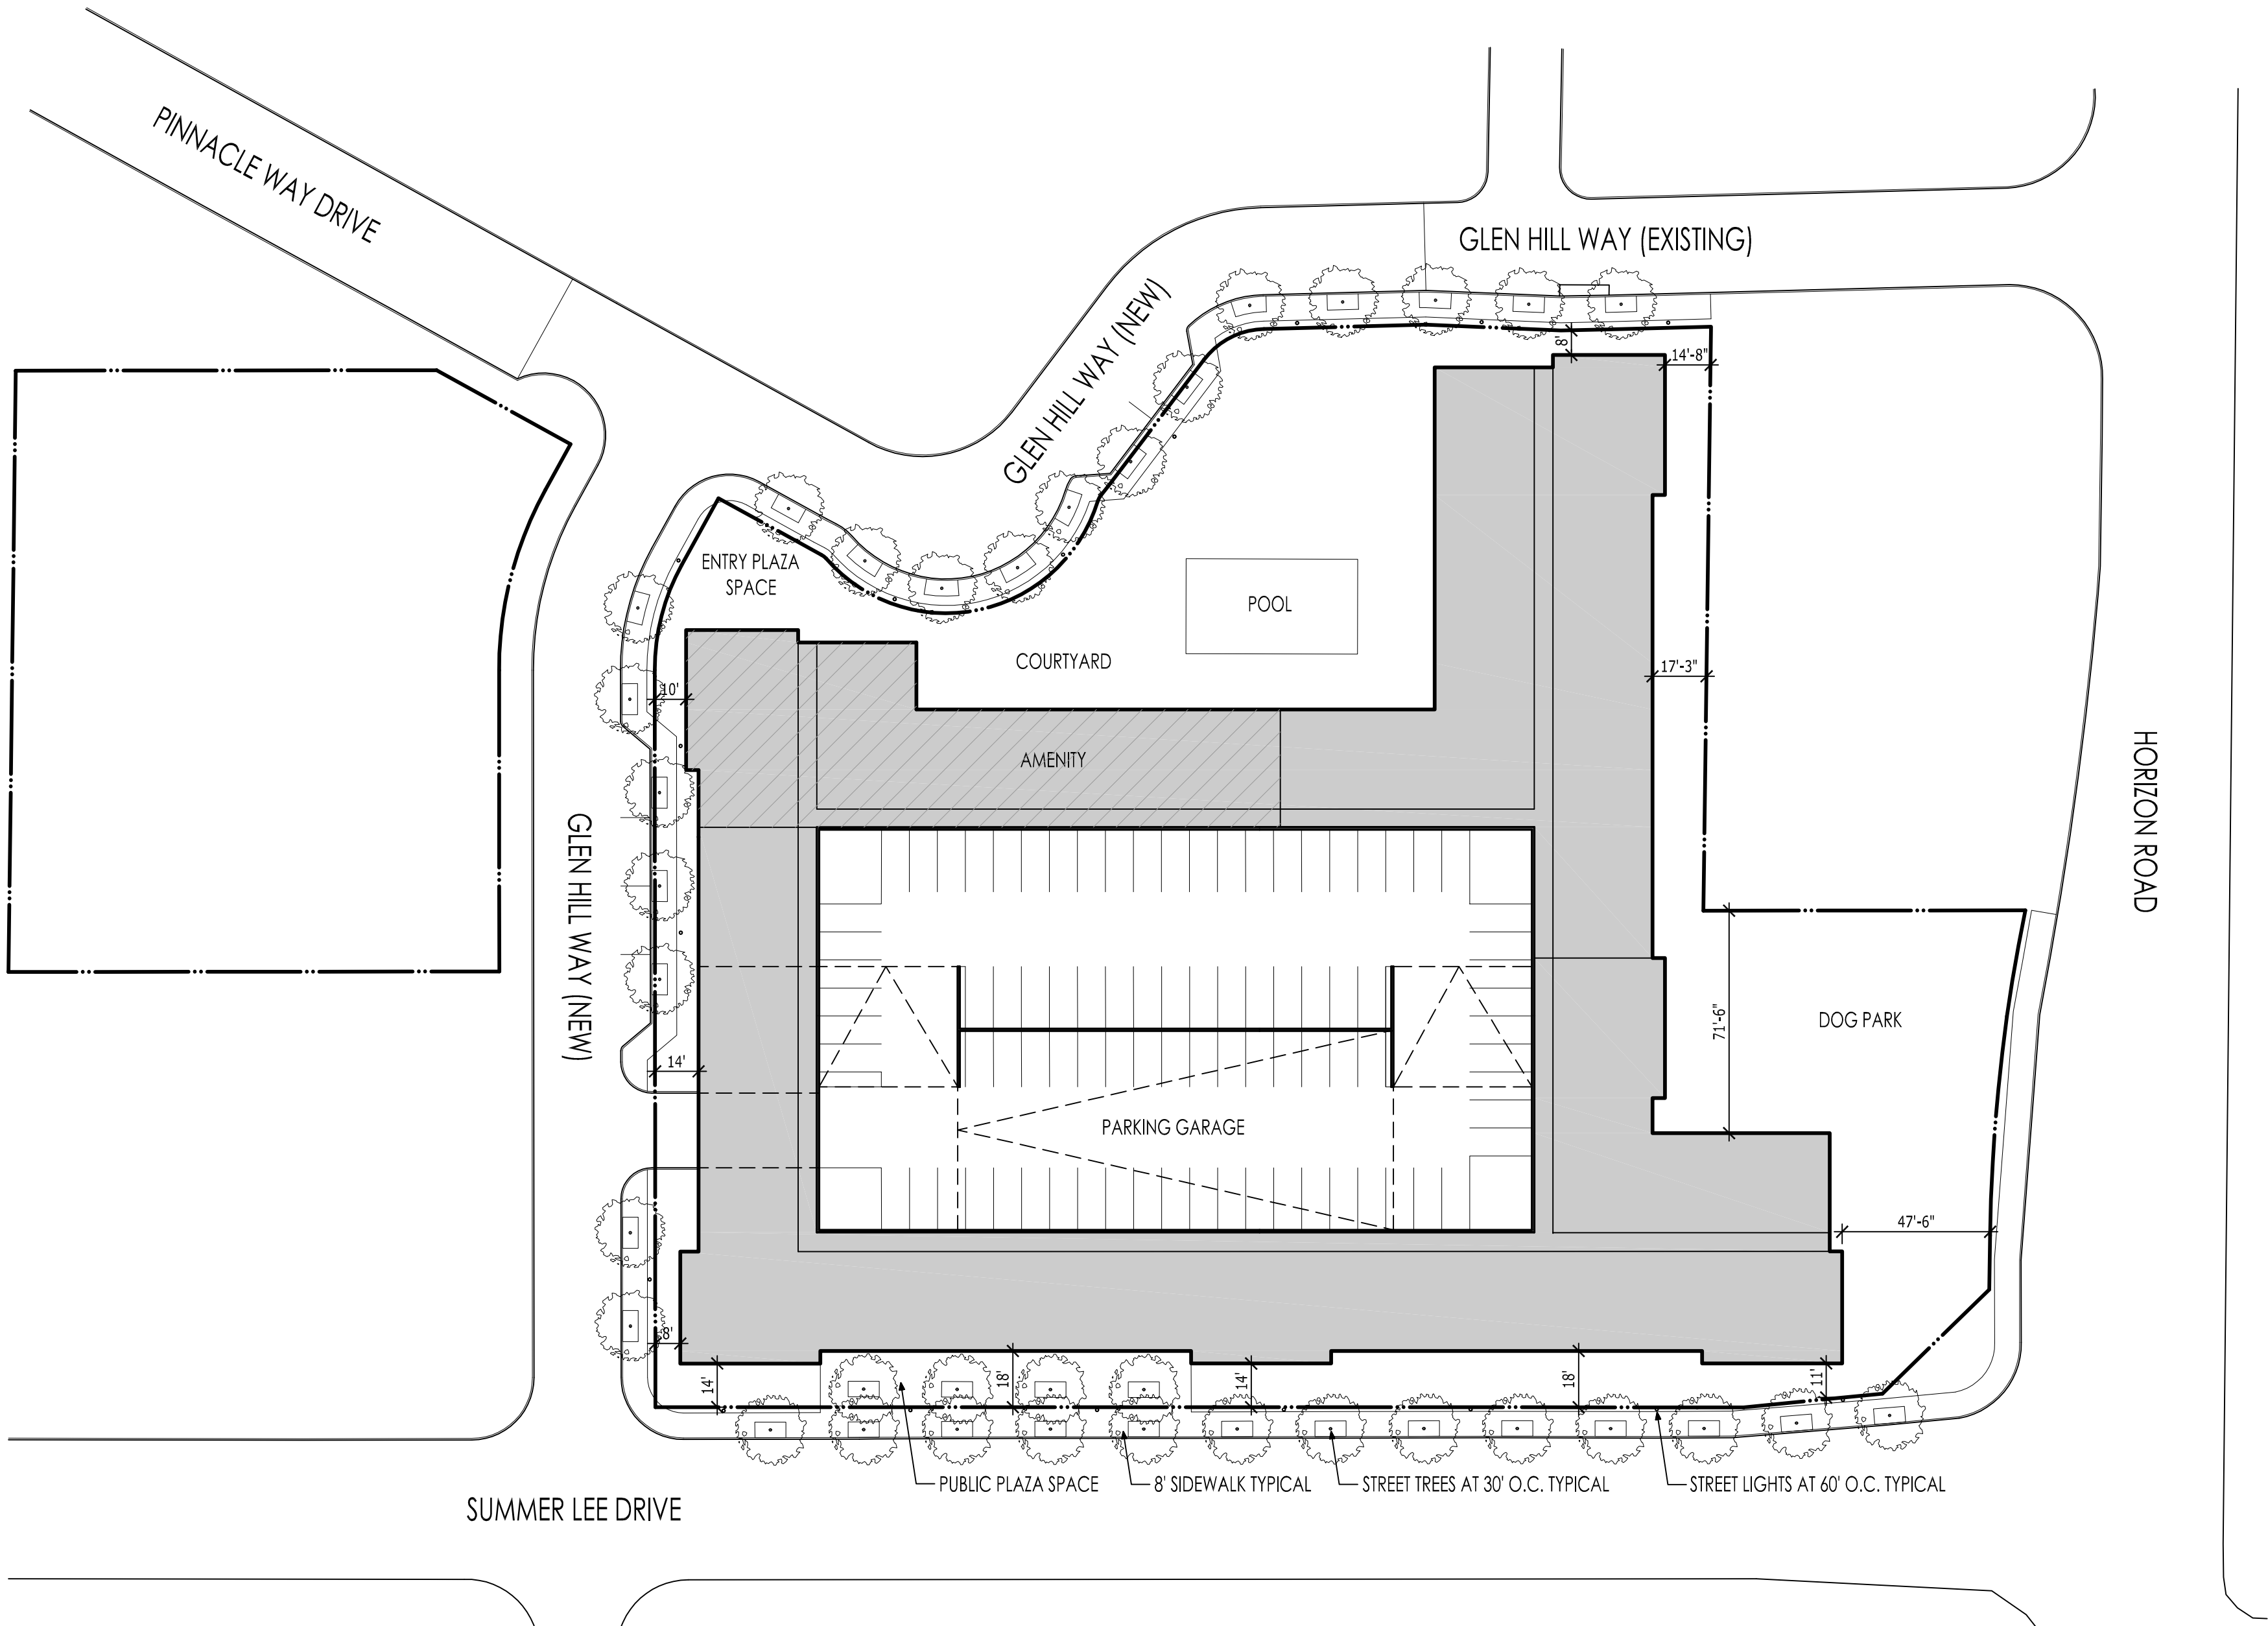 PINNACLE WAY DRIVE
GLEN HILL WAY (EXISTING)
GLEN HILL WAY (NEW)
8'
14'-8"
ENTRY PLAZA
SPACE
POOL
COURTYARD
10'
17'-3"
AMENITY
HORIZON ROAD
GLEN HILL WAY (NEW)
71'-6"
DOG PARK
14'
PARKING GARAGE
47'-6"
8'
14'
18'
14'
18'
11'
PUBLIC PLAZA SPACE
8' SIDEWALK TYPICAL
STREET TREES AT 30' O.C. TYPICAL
STREET LIGHTS AT 60' O.C. TYPICAL
SUMMER LEE DRIVE